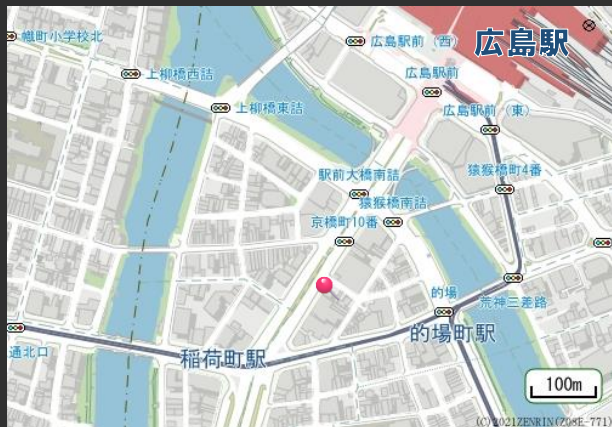 広島駅
幟町小学校北
広島駅前（西）
上柳橋西詰
広島駅前
上柳橋東詰
広島駅前（東）
駅前大橋南詰
猿猴橋町4番
猿猴橋南詰
京橋町10番
的場
荒神三差路
的場町駅
通北口
稲荷町駅
100m
(C)2021ZENRIN(Z08E-771)